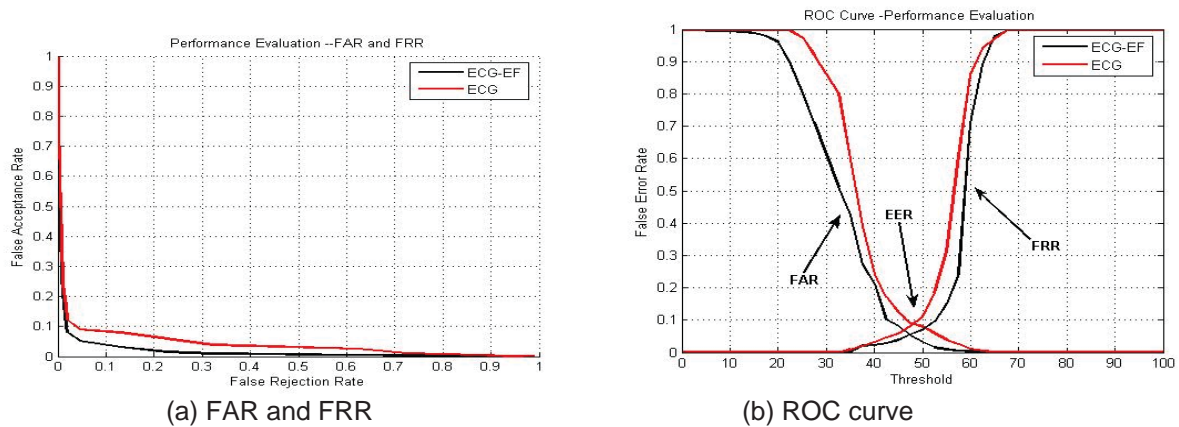 Performance Evaluation --FAR and FRR
ECG-EF
ECG
False Acceptance Rate
1
0.9
0.8
0.7
0.6
0.5
0.4
0.3
0.2
0.1
0
0 0.1 0.2 0.3 0.4 0.5 0.6 0.7 0.8 0.9 1
False Rejection Rate
(a) FAR and FRR
ROC Curve -Performance Evaluation
ECG-EF
ECG
False Error Rate
1
0.9
0.8
0.7
0.6
0.5
0.4
0.3
0.2
0.1
0
EER
FRR
FAR
0 10 20 30 40 50 60 70 80 90 100
Threshold
(b) ROC curve